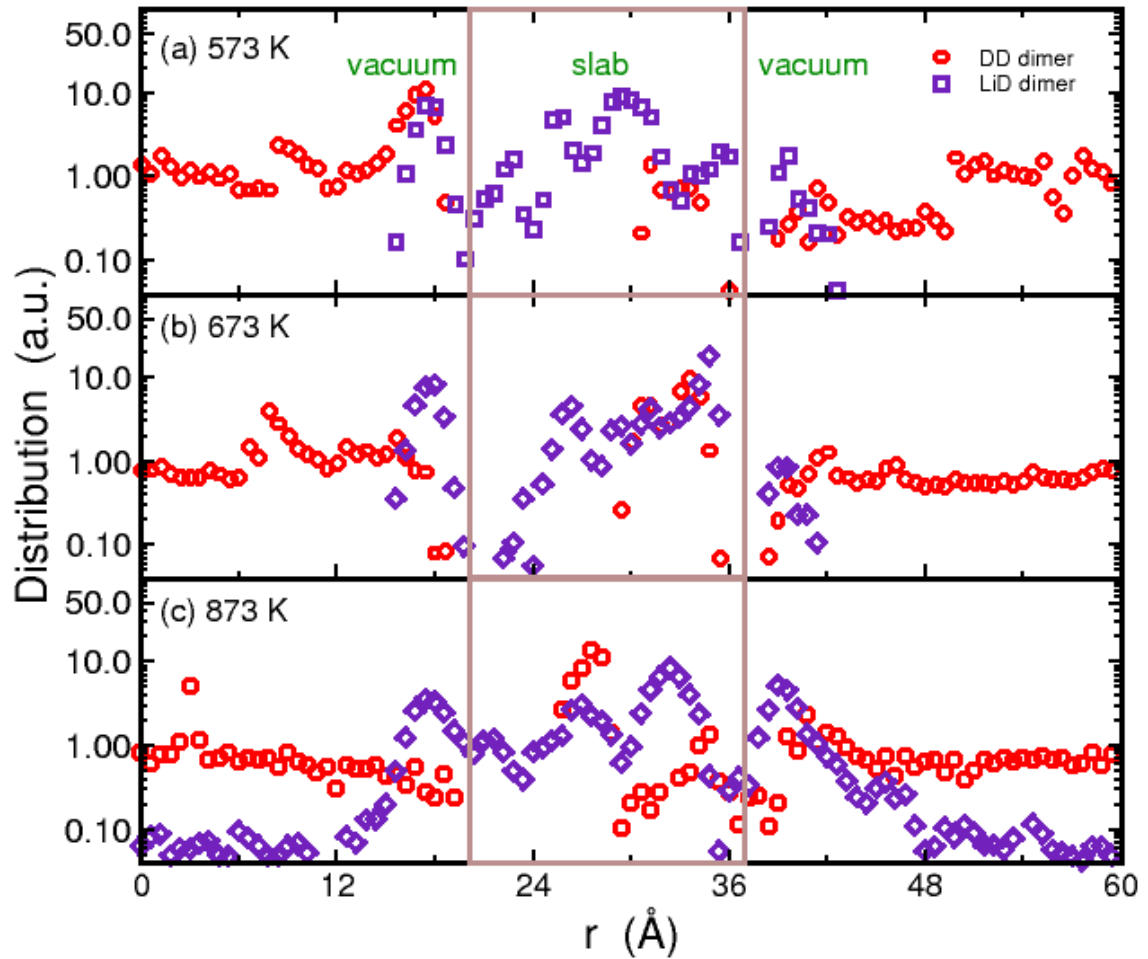 (a) 573 K
vacuum
slab
vacuum
DD dimer
LiD dimer
50.0
10.0
1.00
0.10
(b) 673 K
50.0
10.0
1.00
0.10
(c) 873 K
50.0
10.0
1.00
0.10
Distribution (a.u.)
0 12 24 36 48 60
r (Å)